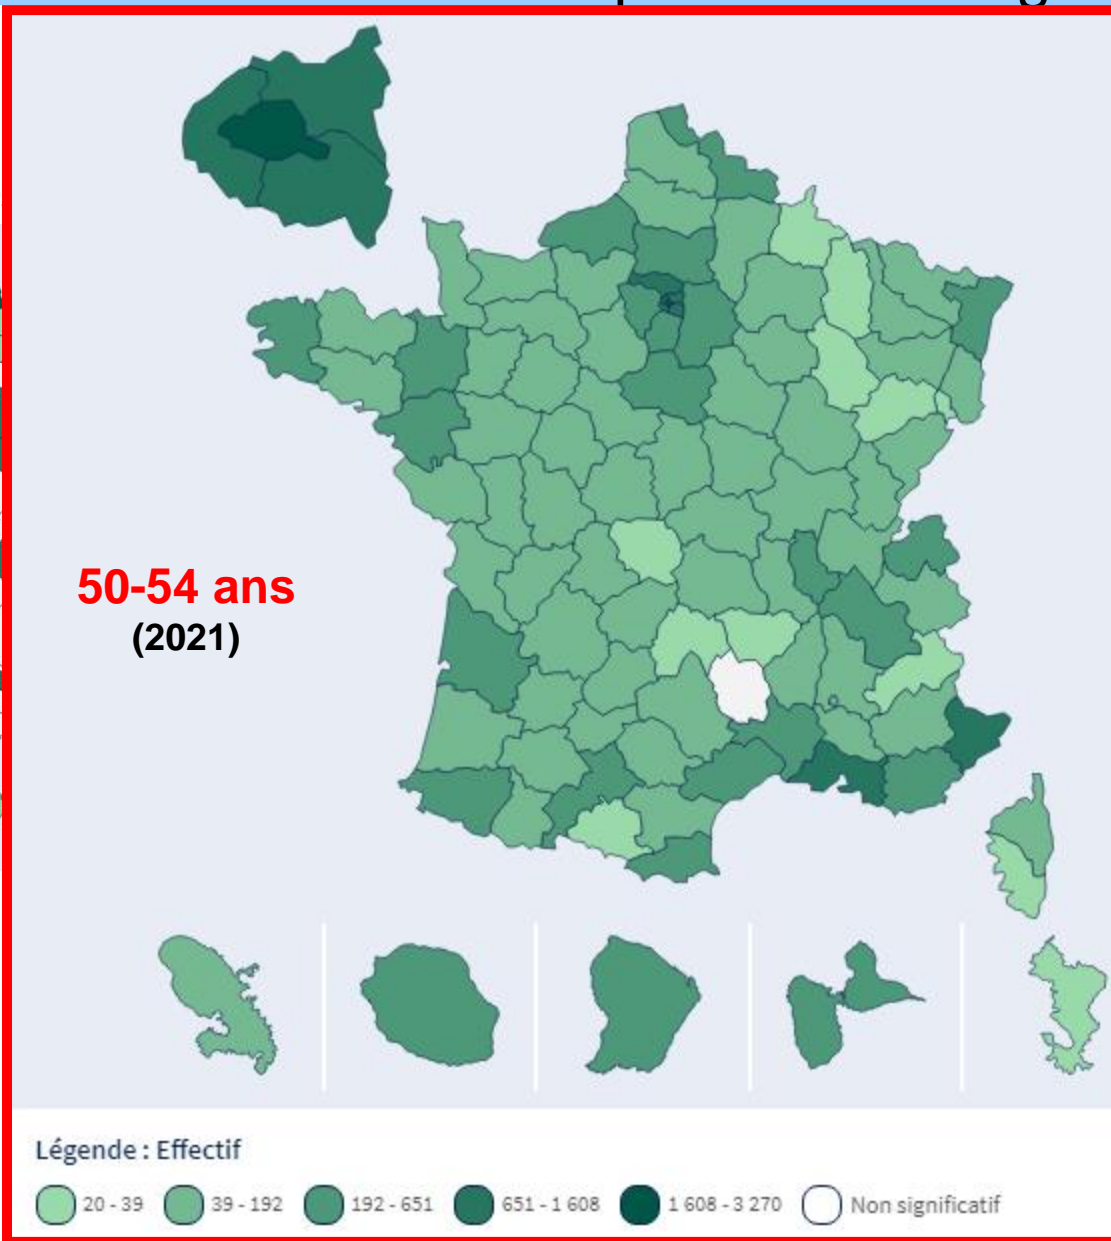 50-54 ans
(2021)
Légende : Effectif
20 - 39 39 - 192 192 - 651 651 - 1 608 1 608 - 3 270 Non significatif